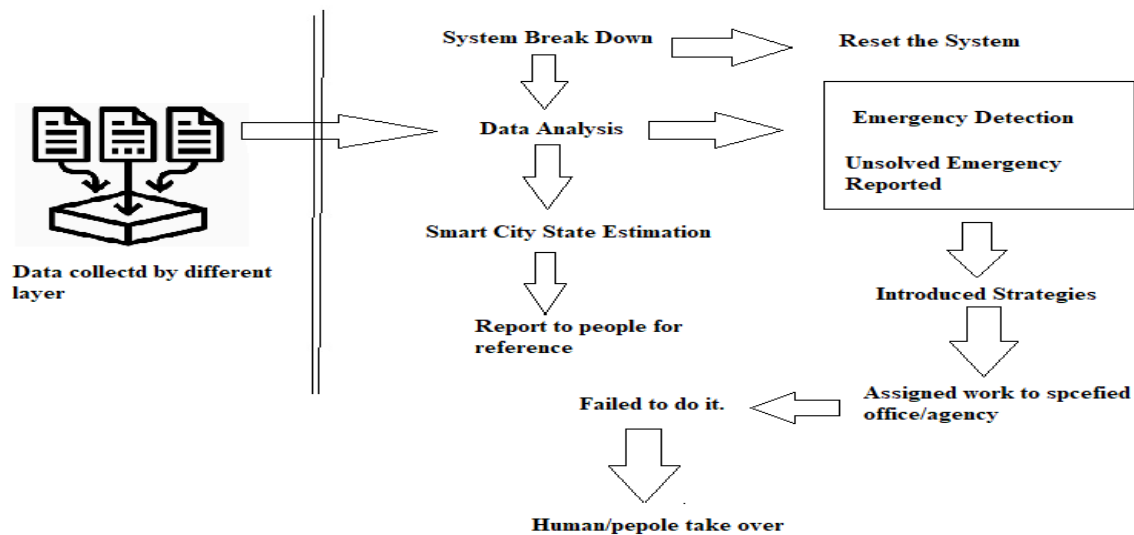 System Break Down
Reset the System
Data Analysis
Emergency Detection
Unsolved Emergency
Reported
Data collectd by different
layer
Smart City State Estimation
Introduced Strategies
Report to people for
reference
Failed to do it.
Assigned work to spcefied
office/agency
Human/pepole take over